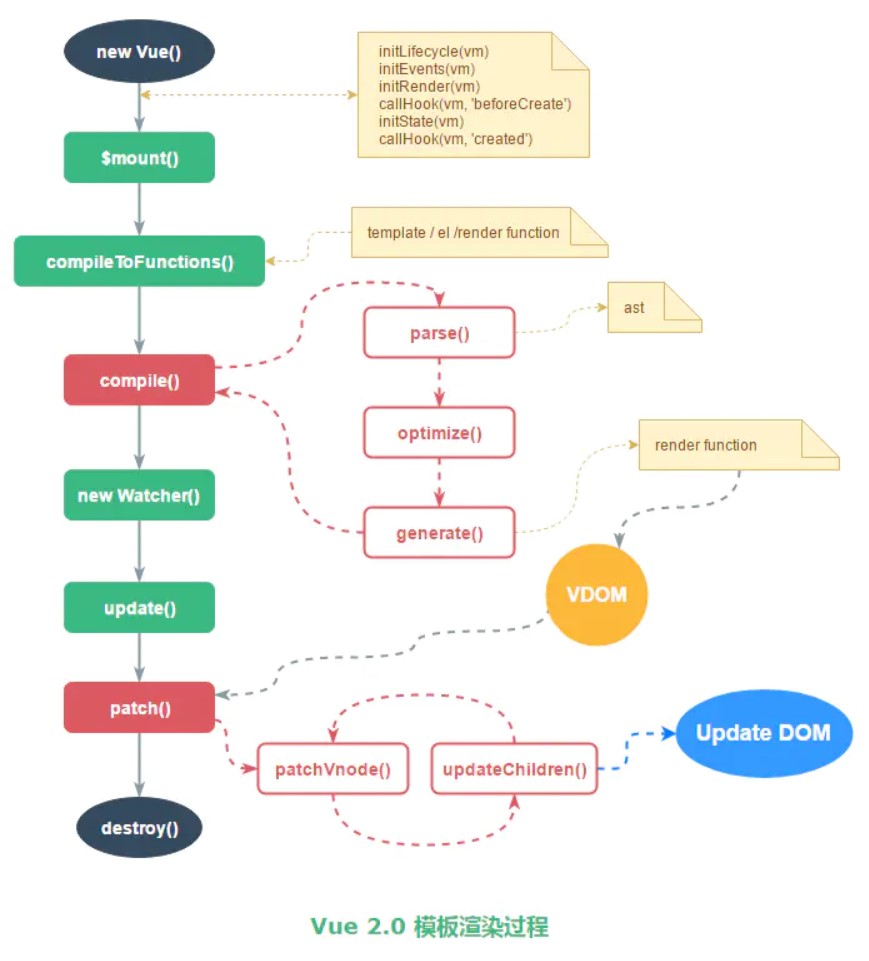 new Vue()
initLifecycle(vm)
initEvents(vm)
initRender(vm)
callHook(vm, 'beforeCreate')
initState(vm)
callHook(vm, 'created')
$mount()
template / el /render function
compileToFunctions()
ast
parse()
compile()
optimize()
render function
new Watcher()
generate()
VDOM
update()
patch()
Update DOM
patchVnode()
updateChildren()
destroy()
Vue 2.0 模板渲染过程